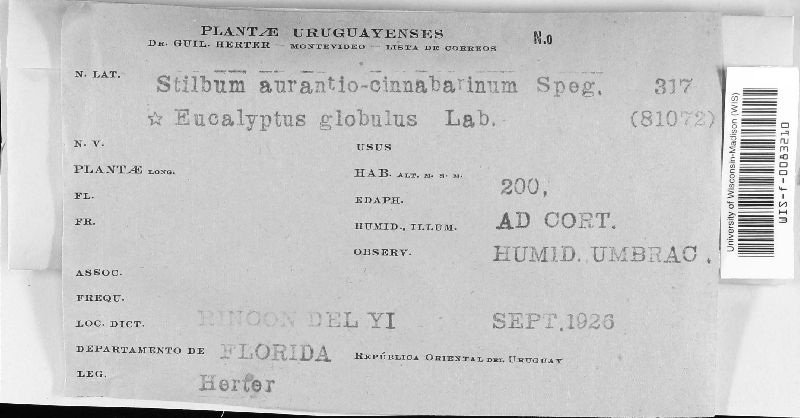 PLANTÆ URUGUAYENSES
DR. GUIL. HERTER — MONTEVIDEO — LISTA DE CORREOS
N.o
N. LAT. Stilbum aurantio-cinnabarinum Speg. 317
☆ Eucalyptus globulus Lab. (81072)
N. V. USUS
PLANTÆ LONG. HAB. ALT. M. S. M. 200,
FL. EDAPH.
FR. HUMID., ILLUM. AD CORT.
OBSERV. HUMID. UMBRAC.
ASSOC.
FREQU.
LOC. DICT. RINCON DEL YI SEPT.1926
DEPARTAMENTO DE FLORIDA REPÚBLICA ORIENTAL DEL URUGUAY
LEG. Herter
University of Wisconsin-Madison (WIS)
WIS-f-0083210